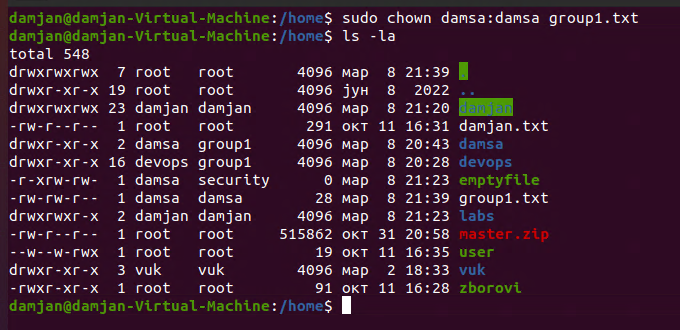 damjan@damjan-Virtual-Machine:/home$ sudo chown damsa:damsa group1.txt
damjan@damjan-Virtual-Machine:/home$ ls -la
total 548
drwxrwxrwx  7 root   root       4096 мар  8 21:39 .
drwxr-xr-x 19 root   root       4096 јун  8  2022 ..
drwxrwxrwx 23 damjan damjan     4096 мар  8 21:20 damjan
-rw-r--r--  1 root   root        291 окт 11 16:31 damjan.txt
drwxr-xr-x  2 damsa  group1     4096 мар  8 20:43 damsa
drwxr-xr-x 16 devops group1     4096 мар  8 20:28 devops
-r-xrw-rw-  1 damsa  security      0 мар  8 21:23 emptyfile
-rw-rw-r--  1 damsa  damsa        28 мар  8 21:39 group1.txt
drwxrwxr-x  2 damjan damjan     4096 мар  8 21:23 labs
-rw-r--r--  1 root   root     515862 окт 31 20:58 master.zip
--w--w-rwx  1 root   root         19 окт 11 16:35 user
drwxr-xr-x  3 vuk    vuk        4096 мар  2 18:33 vuk
-rwxr-xr-x  1 root   root         91 окт 11 16:28 zborovi
damjan@damjan-Virtual-Machine:/home$